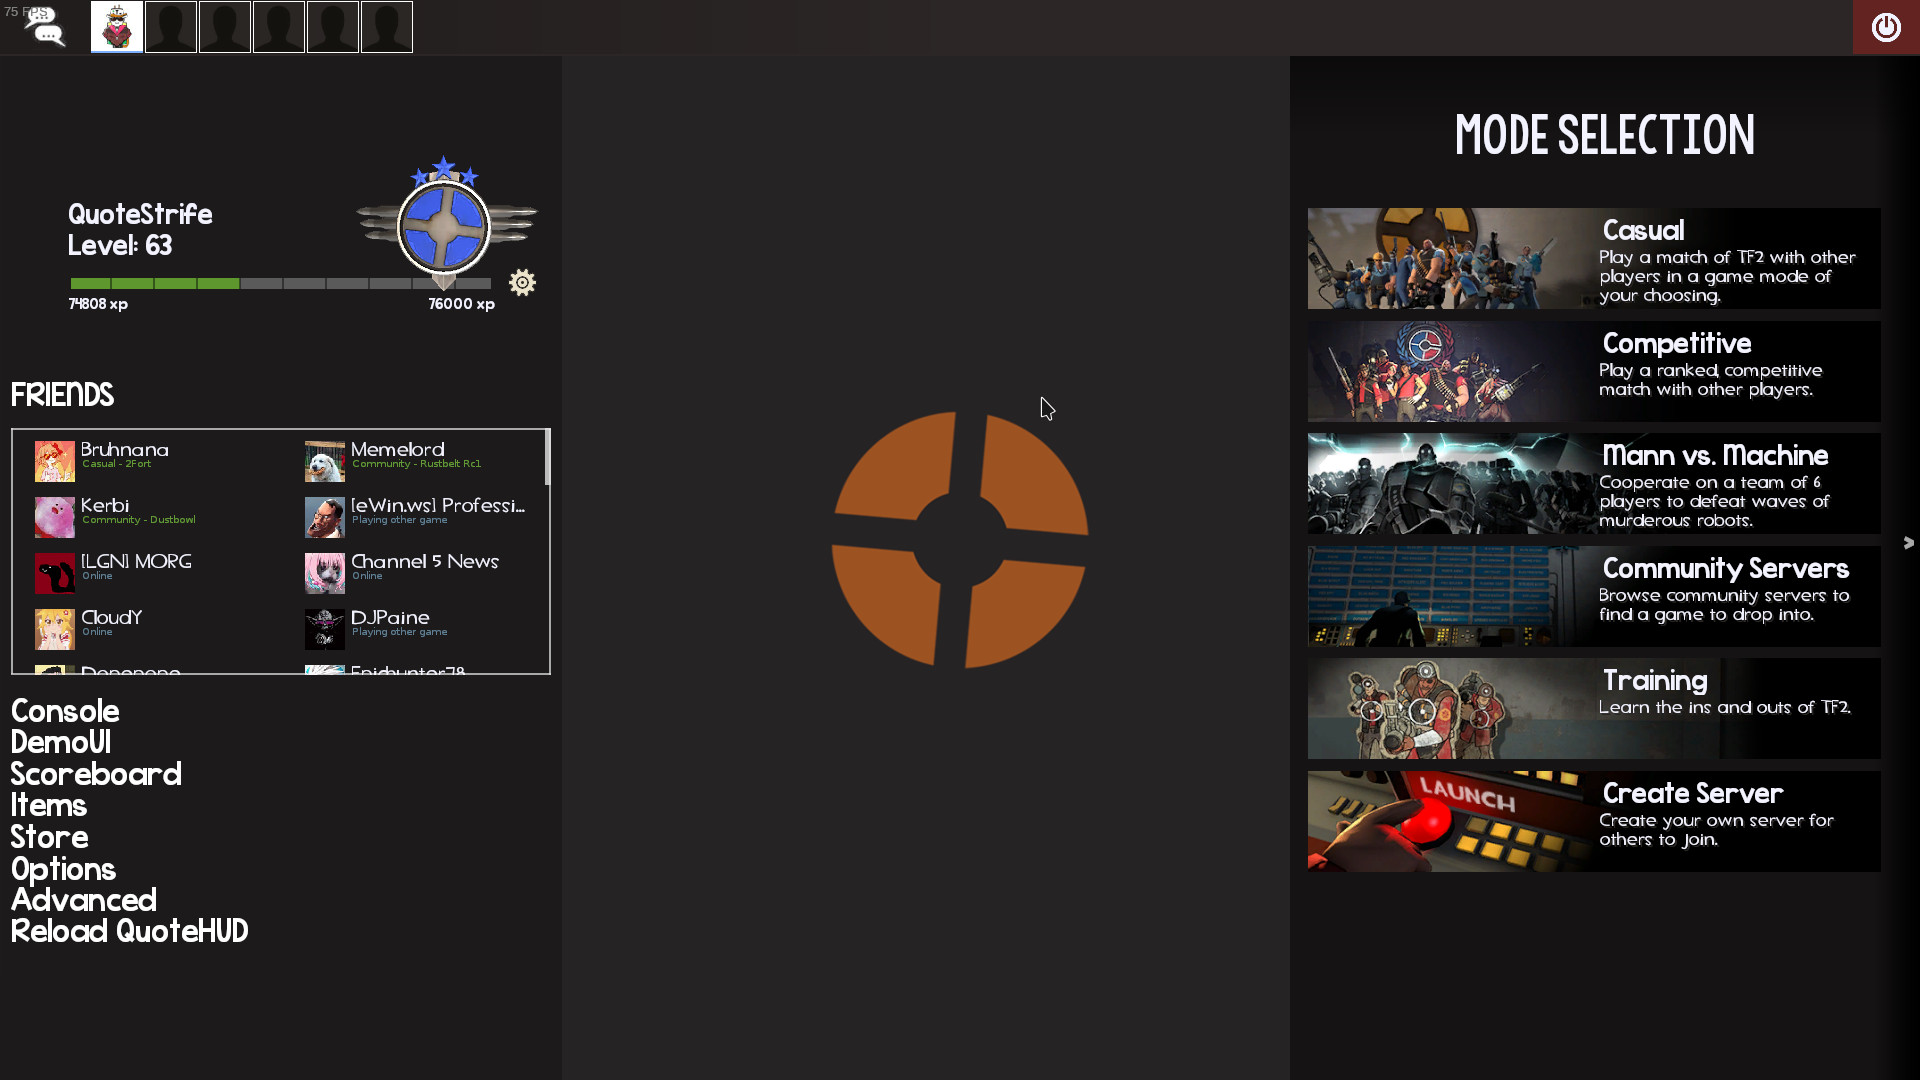 75 FPS
QuoteStrife
Level: 63
74808 xp
76000 xp
FRIENDS
Bruhnana
Casual - 2Fort
Memelord
Community - Rustbelt Rc1
Kerbi
Community - Dustbowl
[eWin.ws] Professi...
Playing other game
[LGN] MORG
Online
Channel 5 News
Online
CloudY
Online
DJPaine
Playing other game
Epichunter78
Console
DemoUI
Scoreboard
Items
Store
Options
Advanced
Reload QuoteHUD
MODE SELECTION
Casual
Play a match of TF2 with other
players in a game mode of
your choosing.
Competitive
Play a ranked, competitive
match with other players.
Mann vs. Machine
Cooperate on a team of 6
players to defeat waves of
murderous robots.
Community Servers
Browse community servers to
find a game to drop into.
Training
Learn the ins and outs of TF2.
LAUNCH
Create Server
Create your own server for
others to join.
>